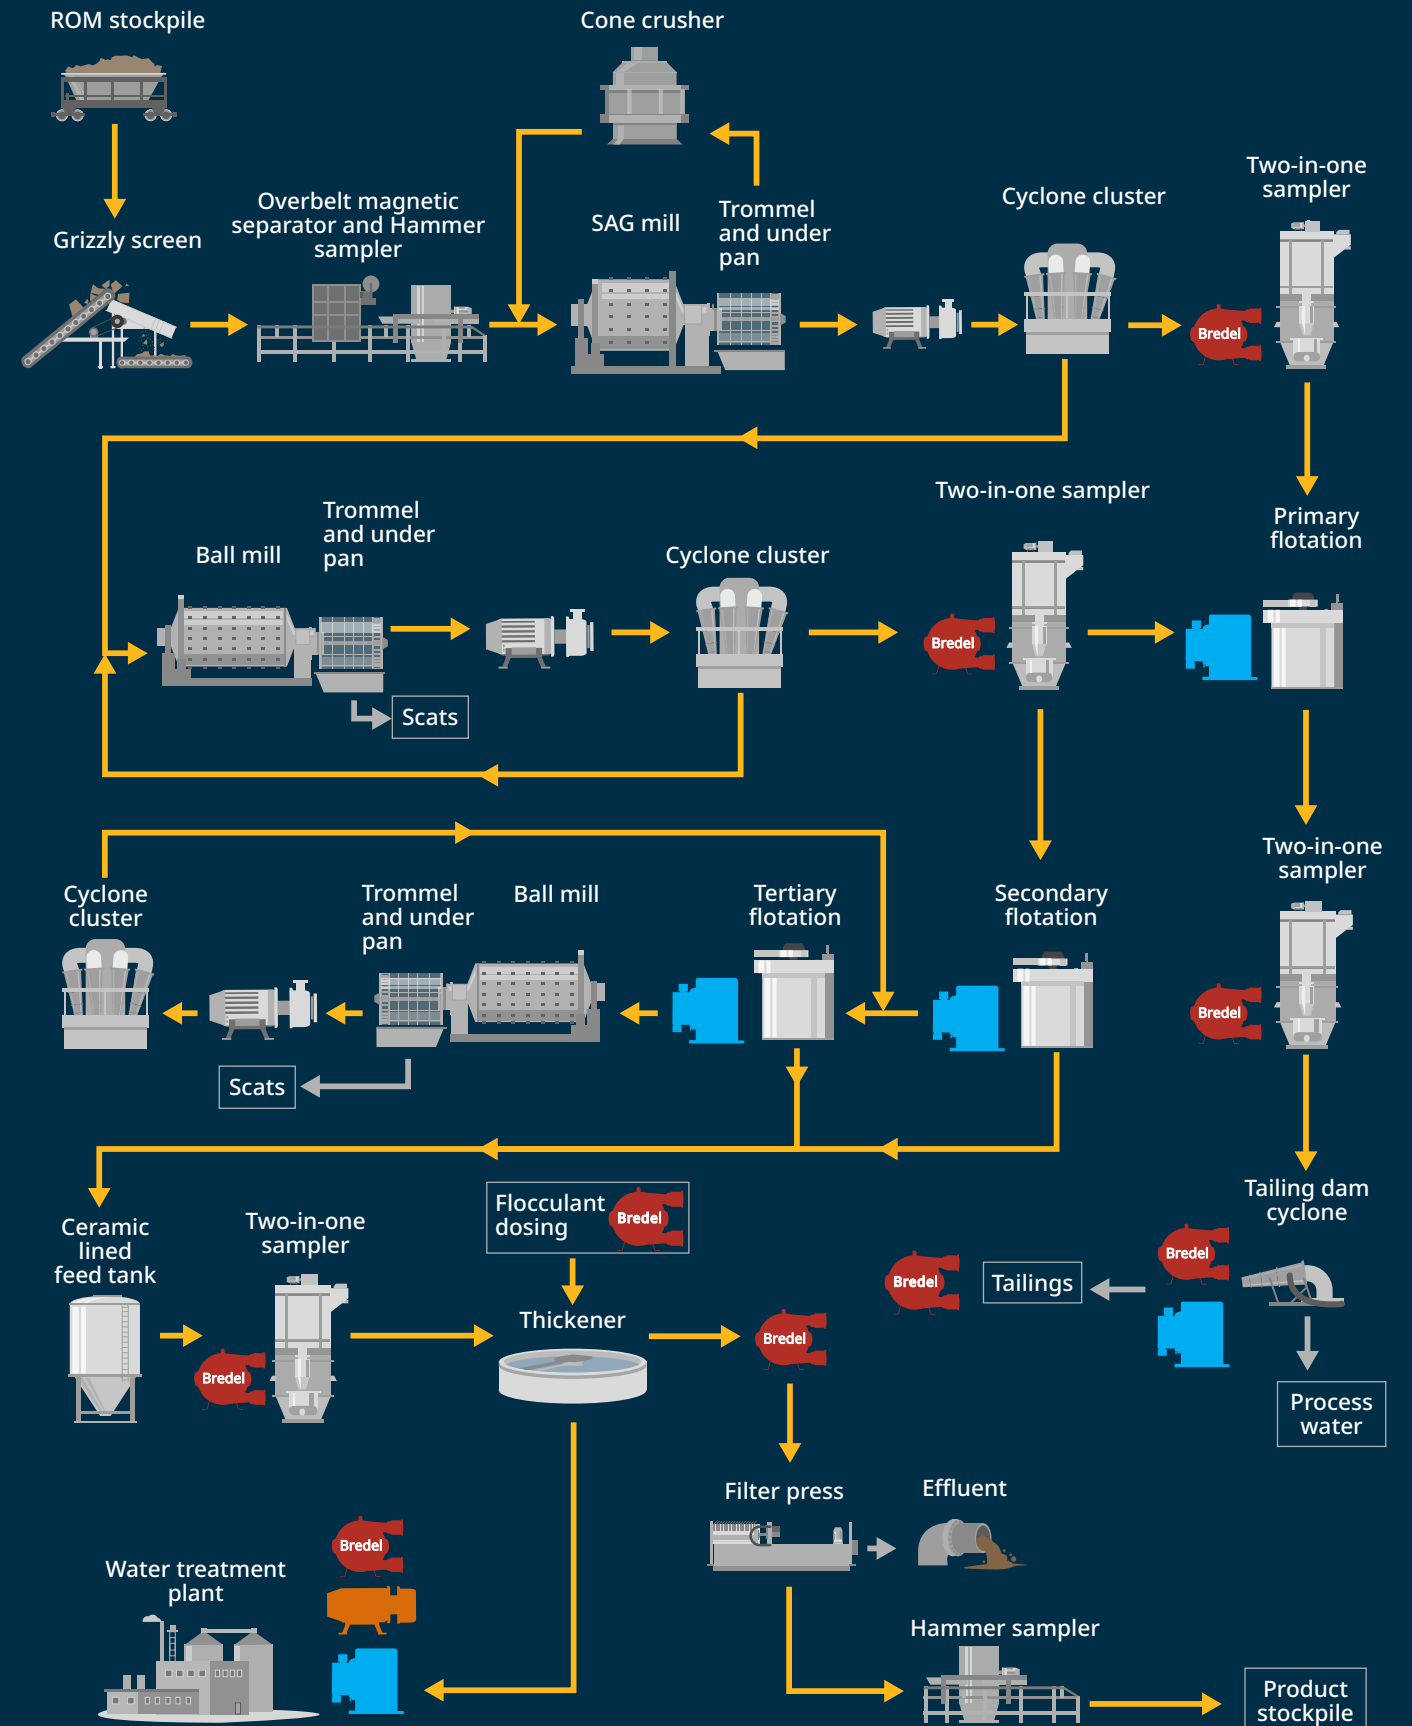 ROM stockpile
Cone crusher
Two-in-one
sampler
Overbelt magnetic
separator and Hammer
sampler
SAG mill
Trommel
and under
pan
Cyclone cluster
Grizzly screen
Bredel
Two-in-one sampler
Trommel
and under
pan
Primary
flotation
Ball mill
Cyclone cluster
Bredel
Scats
Two-in-one
sampler
Cyclone
cluster
Trommel
and under
pan
Ball mill
Tertiary
flotation
Secondary
flotation
Bredel
Scats
Tailing dam
cyclone
Flocculant
dosing
Bredel
Ceramic
lined
feed tank
Two-in-one
sampler
Bredel
Bredel
Tailings
Thickener
Bredel
Bredel
Process
water
Filter press
Effluent
Bredel
Water treatment
plant
Hammer sampler
Product
stockpile